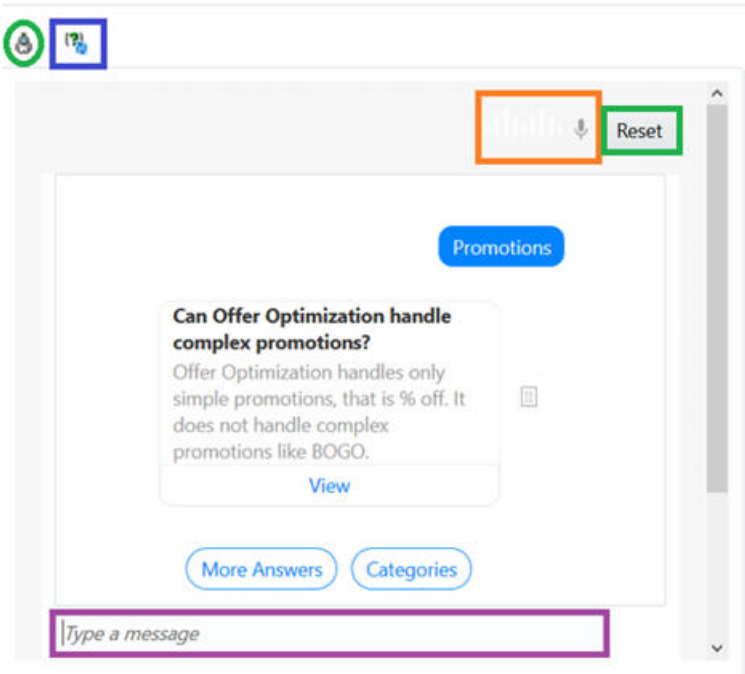 (?)
Reset
Promotions
Can Offer Optimization handle
complex promotions?
Offer Optimization handles only
simple promotions, that is % off. It
does not handle complex
promotions like BOGO.
View
More Answers Categories
Type a message